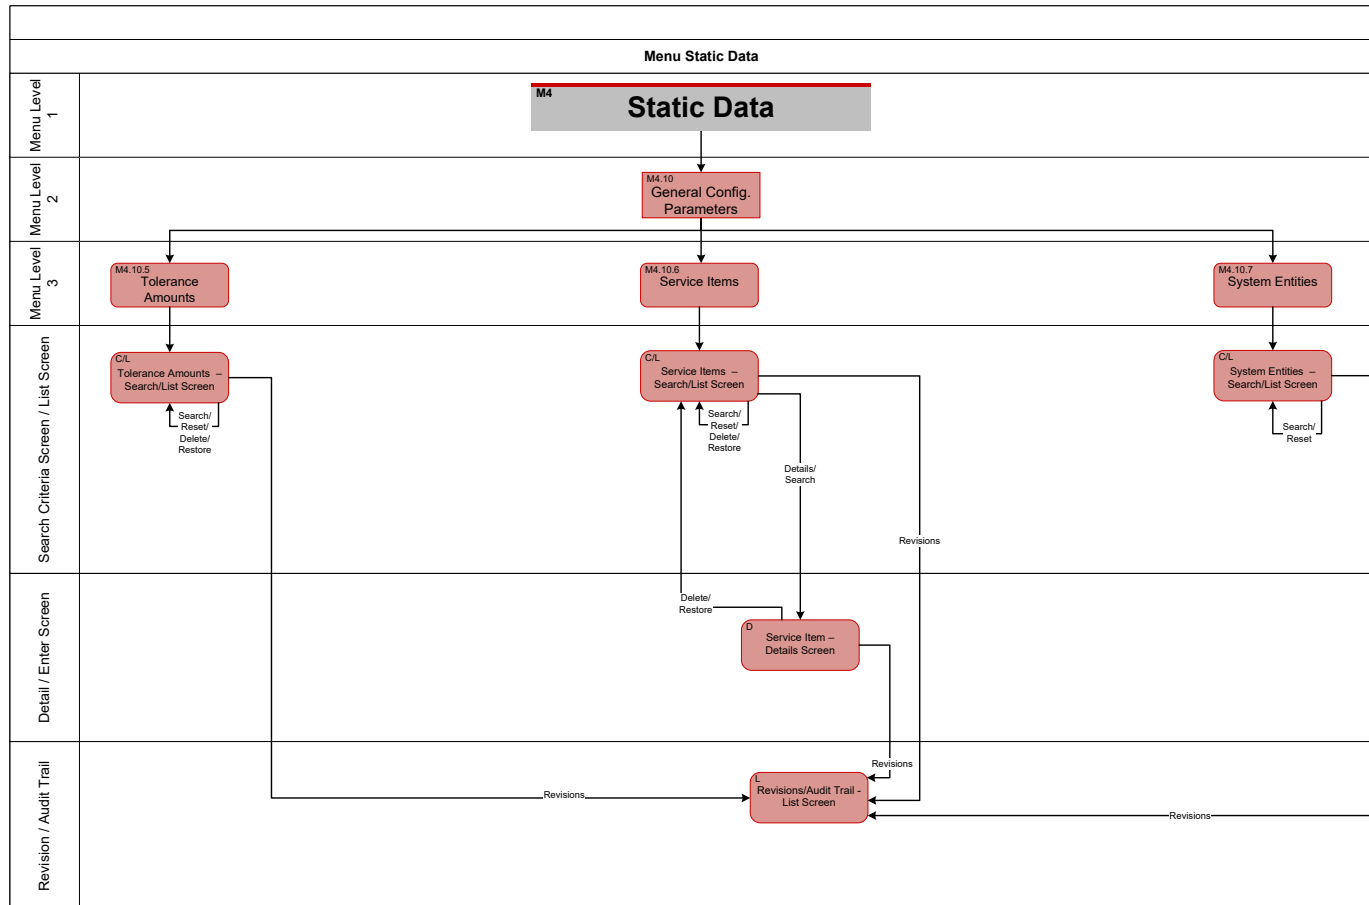 Menu Static Data
Menu Level
1
M4
Static Data
Menu Level
2
M4.10
General Config.
Parameters
Menu Level
3
M4.10.5
Tolerance
Amounts
M4.10.6
Service Items
M4.10.7
System Entities
Search Criteria Screen / List Screen
C/L
Tolerance Amounts –
Search/List Screen
Search/
Reset/
Delete/
Restore
C/L
Service Items –
Search/List Screen
Search/
Reset/
Delete/
Restore
C/L
System Entities –
Search/List Screen
Search/
Reset
Details/
Search
Revisions
Detail / Enter Screen
Delete/
Restore
D
Service Item –
Details Screen
Revision / Audit Trail
Revisions
L
Revisions/Audit Trail -
List Screen
Revisions
Revisions